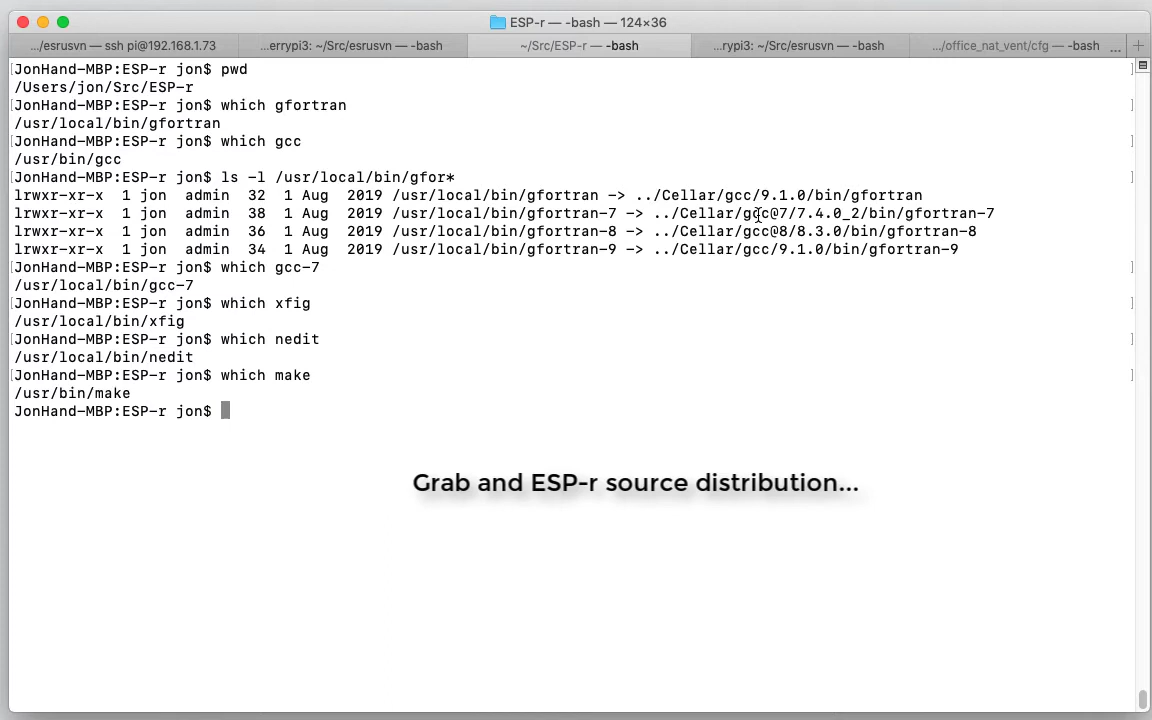 ESP-r — -bash — 124×36
.../esrusvn — ssh pi@192.168.1.73
...errypi3: ~/Src/esrusvn — -bash
~/Src/ESP-r — -bash
...rypi3: ~/Src/esrusvn — -bash
.../office_nat_vent/cfg — -bash ...
[JonHand-MBP:ESP-r jon$ pwd ]
/Users/jon/Src/ESP-r
[JonHand-MBP:ESP-r jon$ which gfortran ]
/usr/local/bin/gfortran
[JonHand-MBP:ESP-r jon$ which gcc ]
/usr/bin/gcc
[JonHand-MBP:ESP-r jon$ ls -l /usr/local/bin/gfor* ]
lrwxr-xr-x 1 jon admin 32 1 Aug 2019 /usr/local/bin/gfortran -> ../Cellar/gcc/9.1.0/bin/gfortran
lrwxr-xr-x 1 jon admin 38 1 Aug 2019 /usr/local/bin/gfortran-7 -> ../Cellar/gcc@7/7.4.0_2/bin/gfortran-7
lrwxr-xr-x 1 jon admin 36 1 Aug 2019 /usr/local/bin/gfortran-8 -> ../Cellar/gcc@8/8.3.0/bin/gfortran-8
lrwxr-xr-x 1 jon admin 34 1 Aug 2019 /usr/local/bin/gfortran-9 -> ../Cellar/gcc/9.1.0/bin/gfortran-9
[JonHand-MBP:ESP-r jon$ which gcc-7 ]
/usr/local/bin/gcc-7
[JonHand-MBP:ESP-r jon$ which xfig ]
/usr/local/bin/xfig
[JonHand-MBP:ESP-r jon$ which nedit ]
/usr/local/bin/nedit
[JonHand-MBP:ESP-r jon$ which make ]
/usr/bin/make
JonHand-MBP:ESP-r jon$
Grab and ESP-r source distribution...